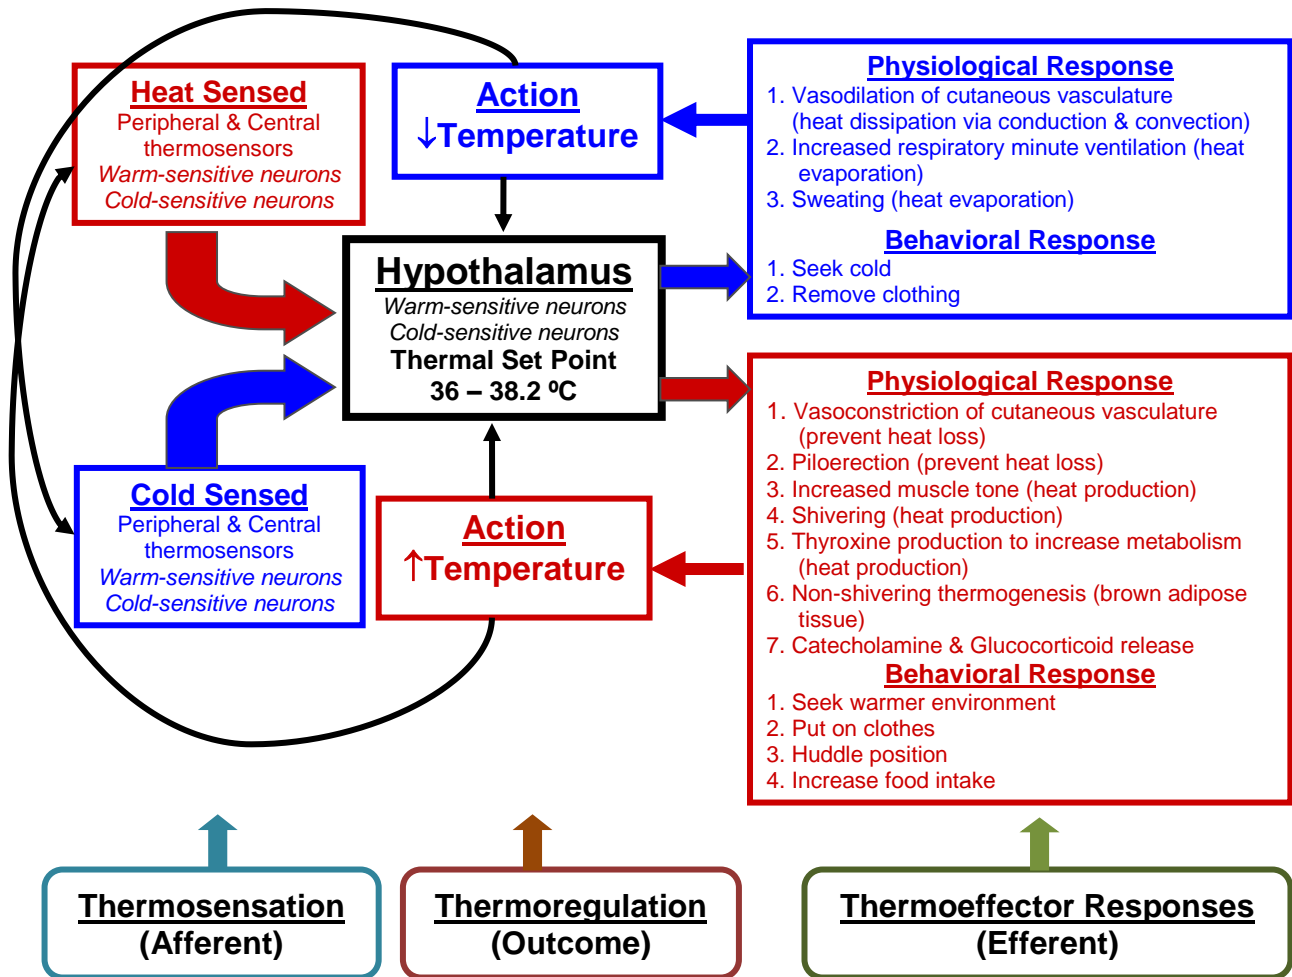 Heat Sensed
Peripheral & Central
thermosensors
Warm-sensitive neurons
Cold-sensitive neurons
Action
↓Temperature
Physiological Response
1. Vasodilation of cutaneous vasculature
(heat dissipation via conduction & convection)
2. Increased respiratory minute ventilation (heat
evaporation)
3. Sweating (heat evaporation)
Behavioral Response
1. Seek cold
2. Remove clothing
Hypothalamus
Warm-sensitive neurons
Cold-sensitive neurons
Thermal Set Point
36 – 38.2 ºC
Cold Sensed
Peripheral & Central
thermosensors
Warm-sensitive neurons
Cold-sensitive neurons
Action
↑Temperature
Physiological Response
1. Vasoconstriction of cutaneous vasculature
(prevent heat loss)
2. Piloerection (prevent heat loss)
3. Increased muscle tone (heat production)
4. Shivering (heat production)
5. Thyroxine production to increase metabolism
(heat production)
6. Non-shivering thermogenesis (brown adipose
tissue)
7. Catecholamine & Glucocorticoid release
Behavioral Response
1. Seek warmer environment
2. Put on clothes
3. Huddle position
4. Increase food intake
Thermosensation
(Afferent)
Thermoregulation
(Outcome)
Thermoeffector Responses
(Efferent)